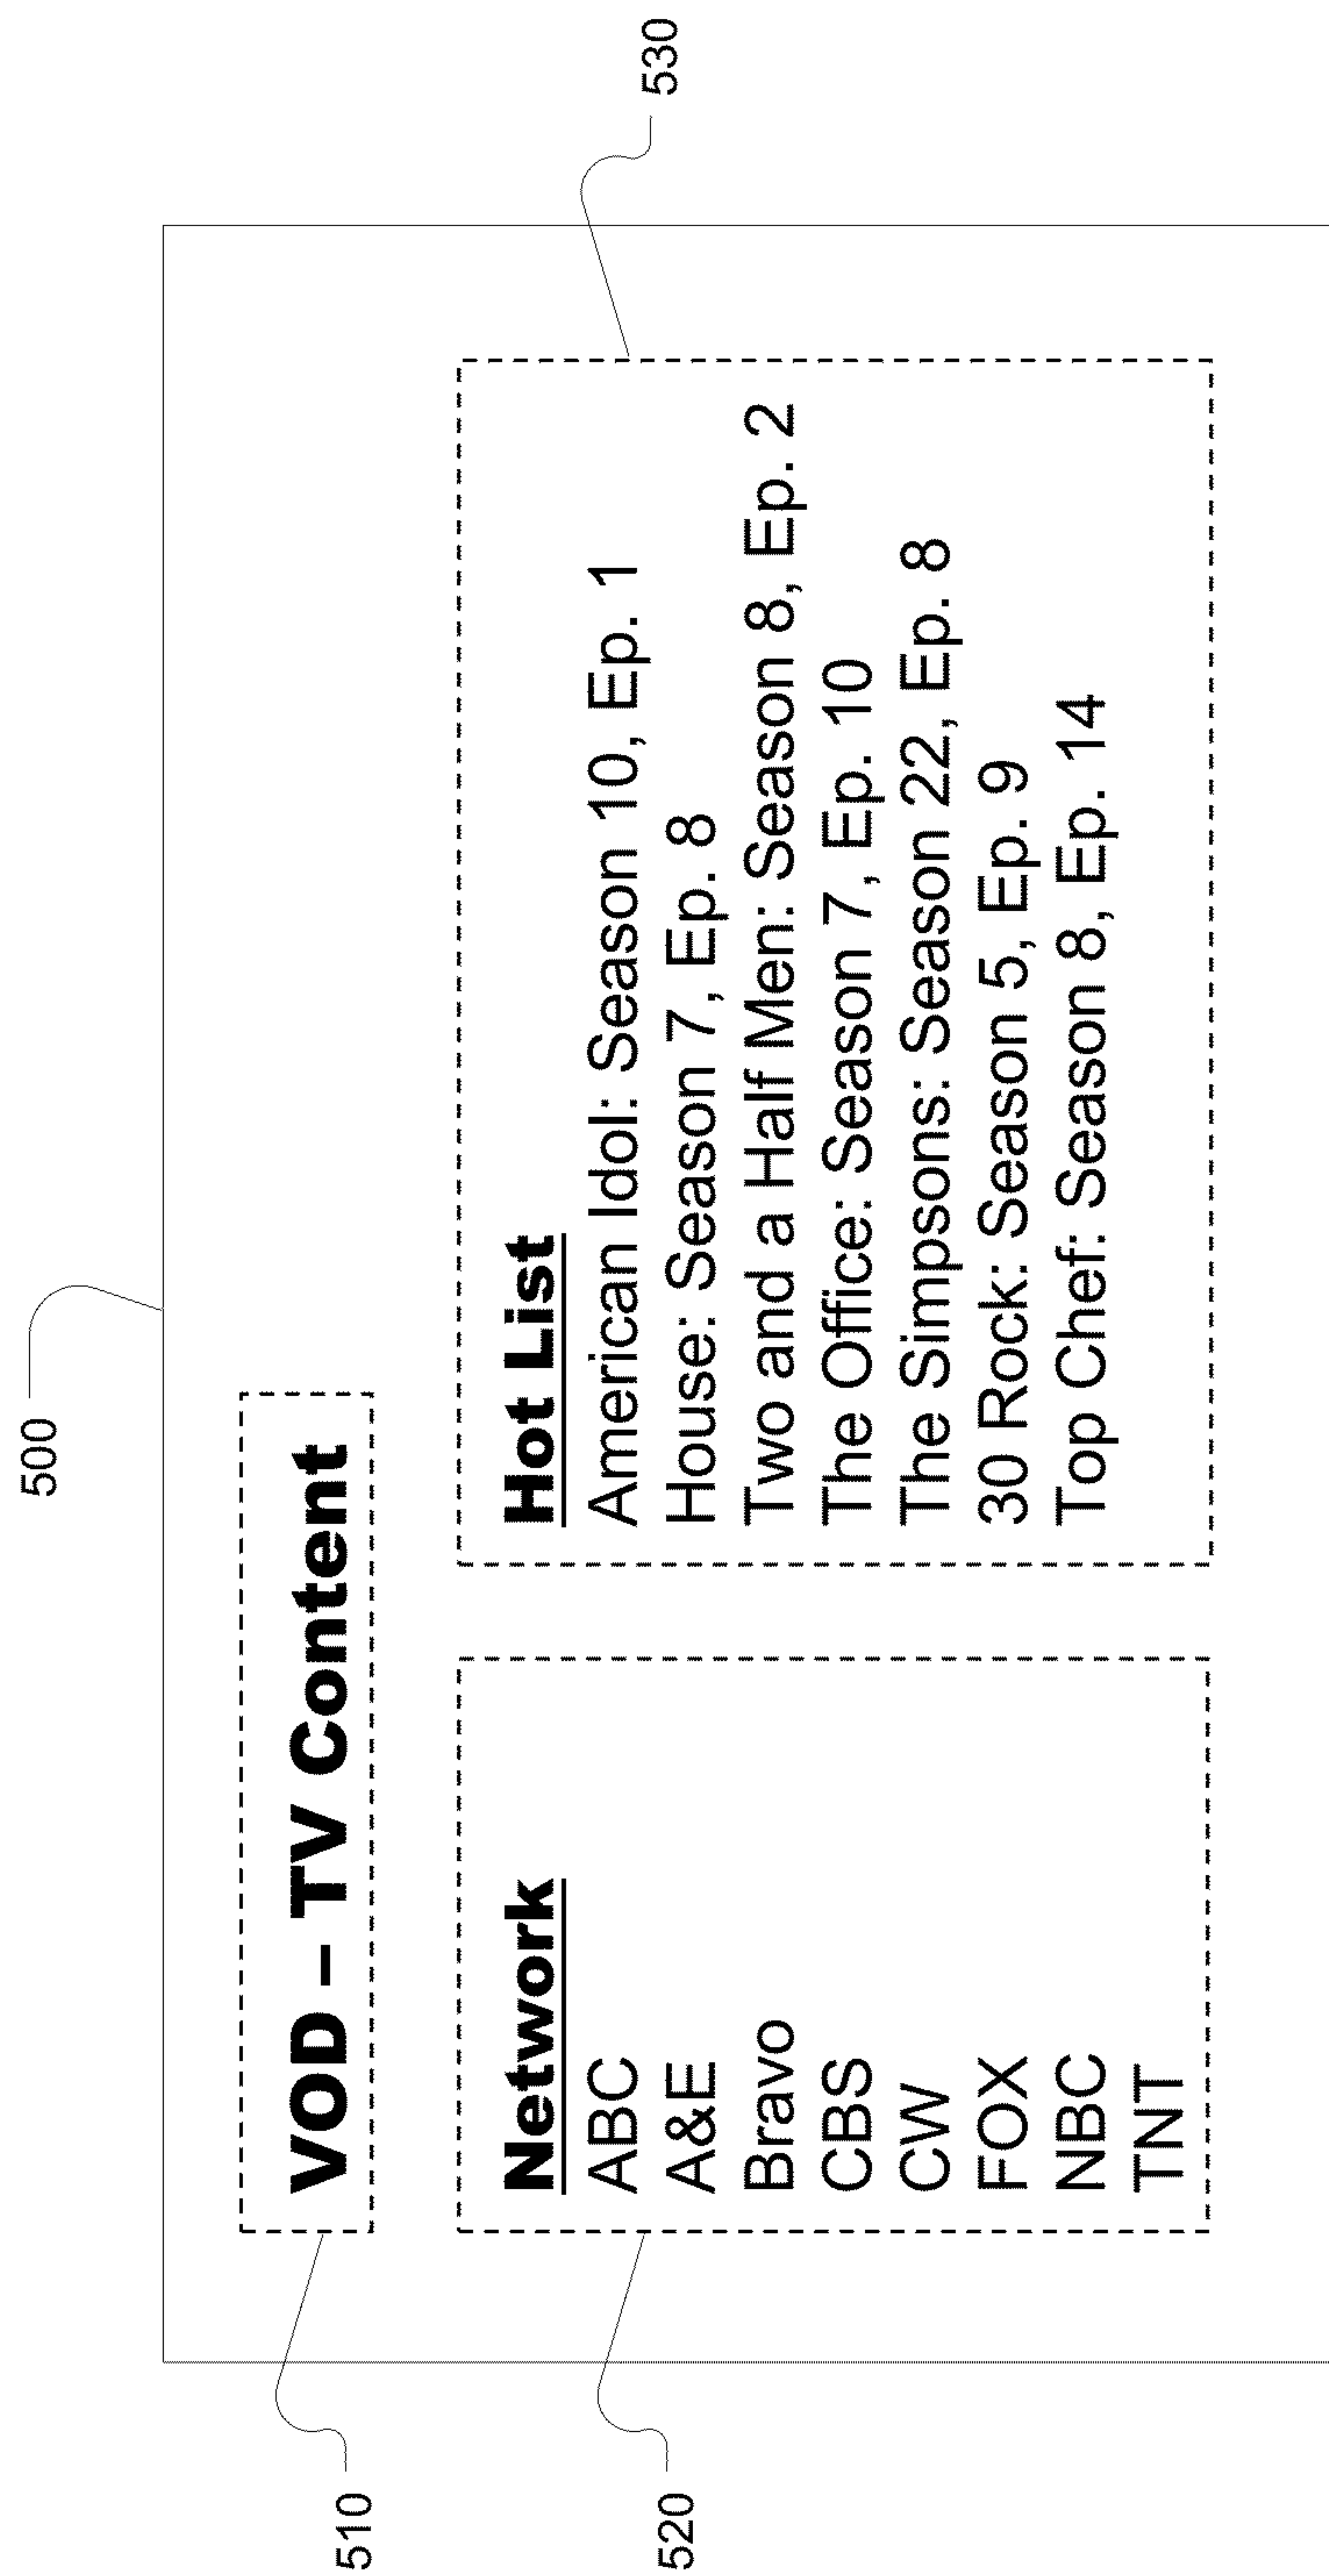 500
510
VOD – TV Content
520
Network
ABC
A&E
Bravo
CBS
CW
FOX
NBC
TNT
530
Hot List
American Idol: Season 10, Ep. 1
House: Season 7, Ep. 8
Two and a Half Men: Season 8, Ep. 2
The Office: Season 7, Ep. 10
The Simpsons: Season 22, Ep. 8
30 Rock: Season 5, Ep. 9
Top Chef: Season 8, Ep. 14